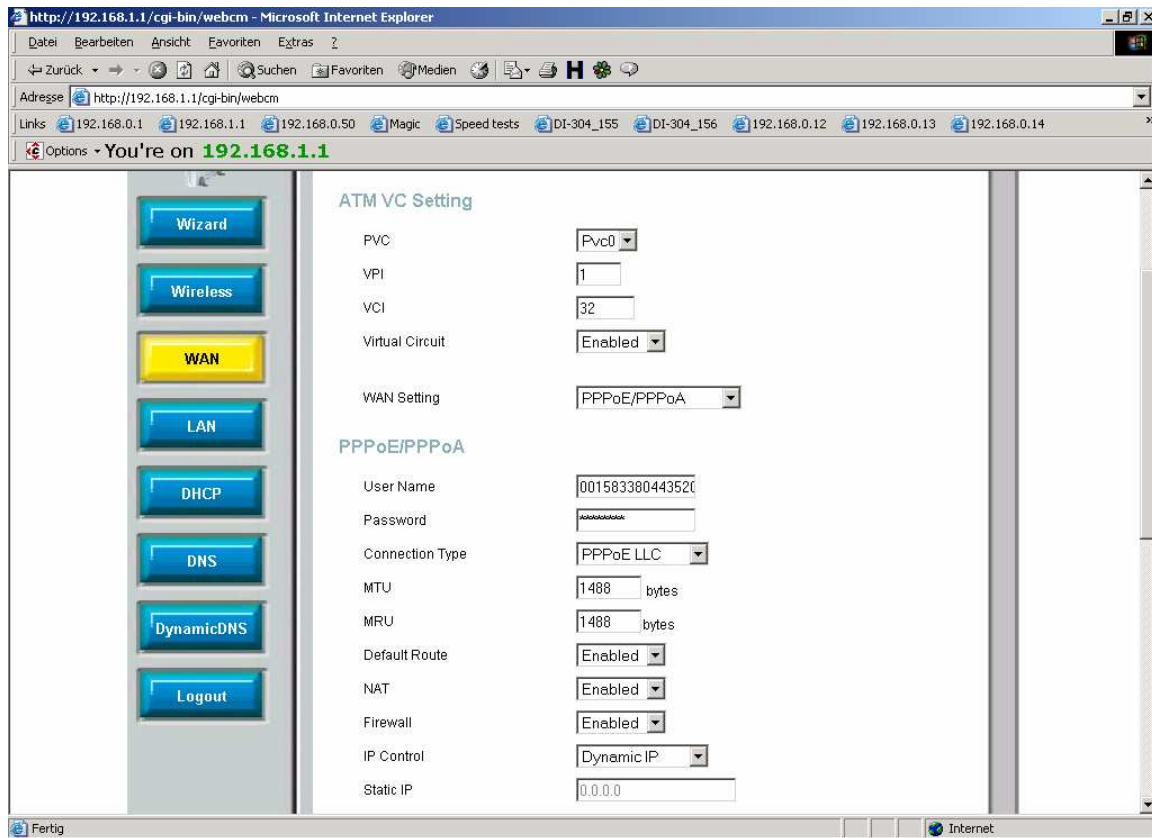 http://192.168.1.1/cgi-bin/webcm - Microsoft Internet Explorer
Datei Bearbeiten Ansicht Favoriten Extras ?
Zurück Suchen Favoriten Medien
Adresse http://192.168.1.1/cgi-bin/webcm
Links 192.168.0.1 192.168.1.1 192.168.0.50 Magic Speed tests DI-304_155 DI-304_156 192.168.0.12 192.168.0.13 192.168.0.14 »
Options You're on 192.168.1.1
Wizard
Wireless
WAN
LAN
DHCP
DNS
DynamicDNS
Logout
ATM VC Setting
PVC Pvc0
VPI 1
VCI 32
Virtual Circuit Enabled
WAN Setting PPPoE/PPPoA
PPPoE/PPPoA
User Name 001583380443520
Password *********
Connection Type PPPoE LLC
MTU 1488 bytes
MRU 1488 bytes
Default Route Enabled
NAT Enabled
Firewall Enabled
IP Control Dynamic IP
Static IP 0.0.0.0
Fertig Internet